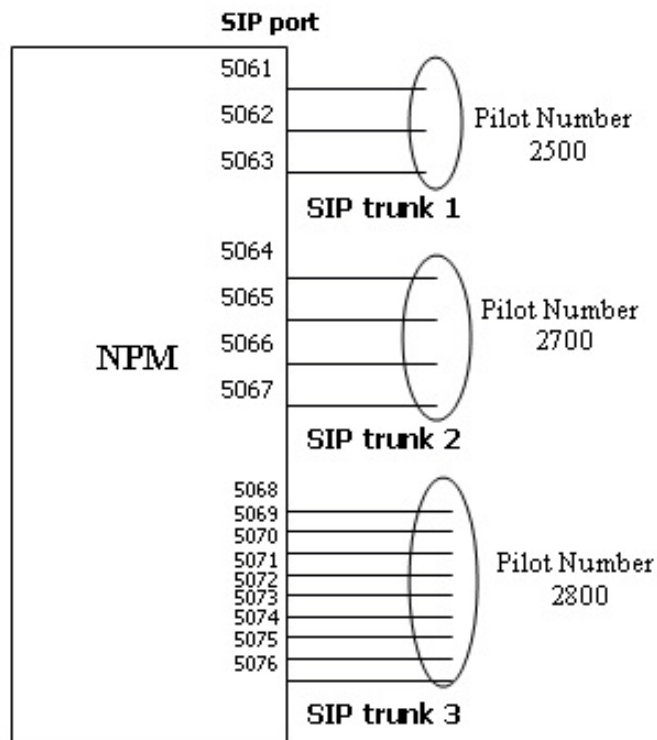 SIP port
5061
5062
5063
Pilot Number
2500
SIP trunk 1
5064
5065
5066
5067
Pilot Number
2700
NPM
SIP trunk 2
5068
5069
5070
5071
5072
5073
5074
5075
5076
Pilot Number
2800
SIP trunk 3